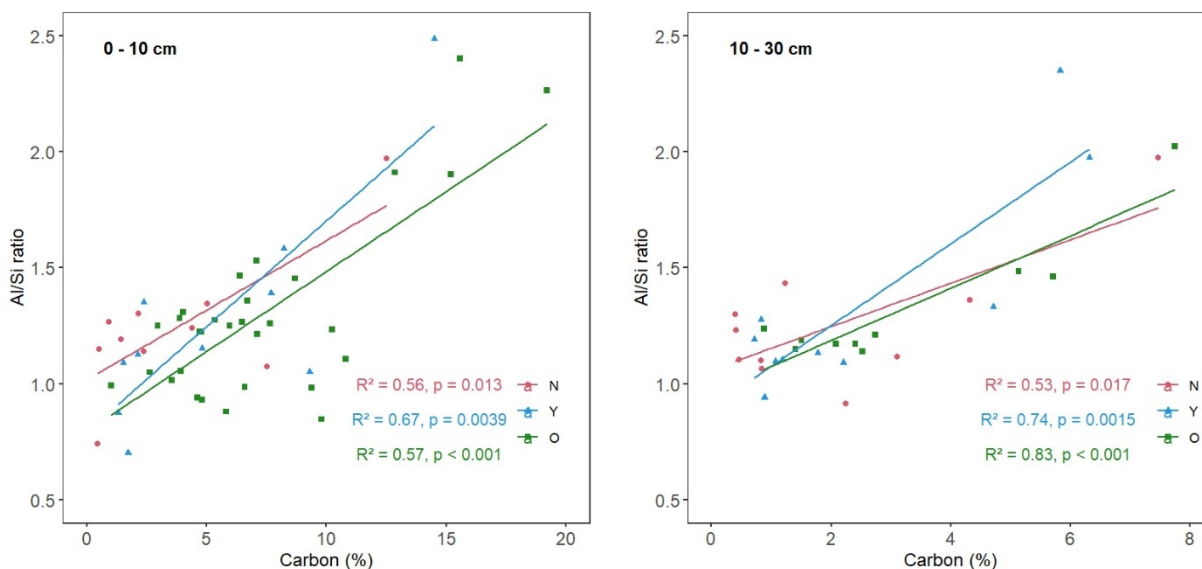 0 - 10 cm
Al/Si ratio
2.5
2.0
1.5
1.0
0.5
R² = 0.56, p = 0.013
a N
R² = 0.67, p = 0.0039
a Y
R² = 0.57, p < 0.001
a O
0 5 10 15 20
Carbon (%)
10 - 30 cm
Al/Si ratio
2.5
2.0
1.5
1.0
0.5
R² = 0.53, p = 0.017
a N
R² = 0.74, p = 0.0015
a Y
R² = 0.83, p < 0.001
a O
0 2 4 6 8
Carbon (%)